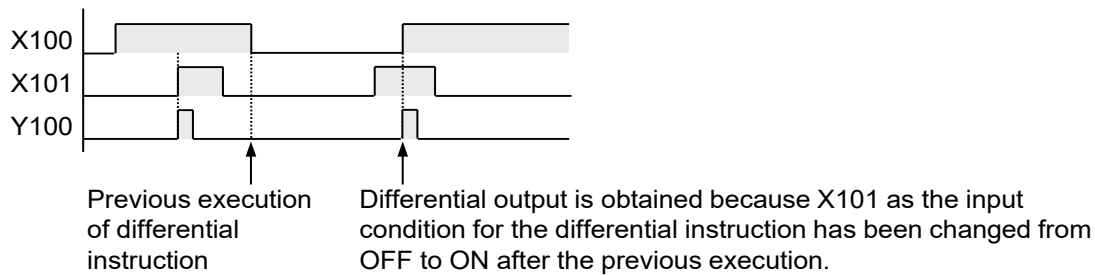 X100
X101
Y100
Previous execution
of differential
instruction
Differential output is obtained because X101 as the input
condition for the differential instruction has been changed from
OFF to ON after the previous execution.